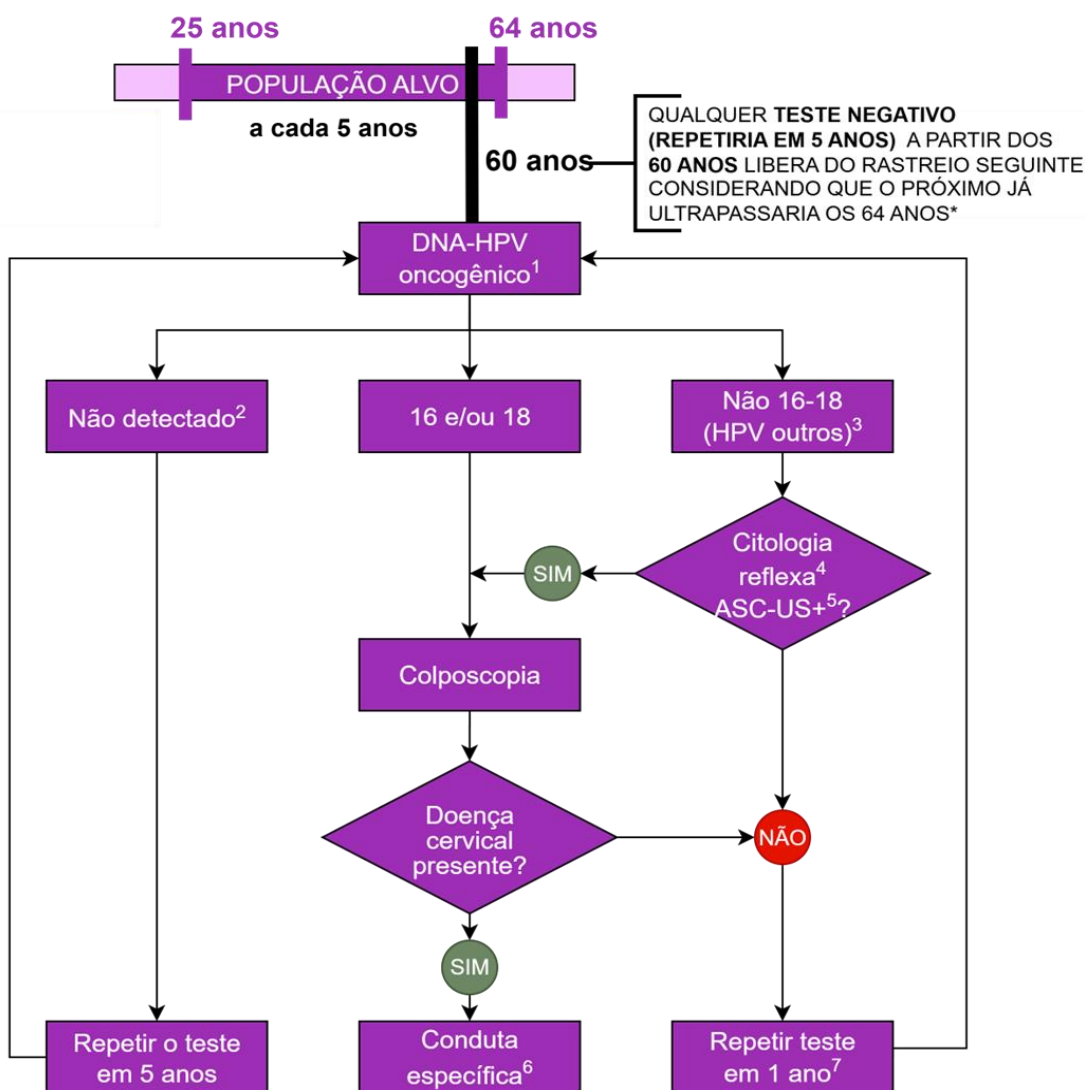 25 anos
64 anos
POPULAÇÃO ALVO
a cada 5 anos
60 anos
QUALQUER TESTE NEGATIVO
(REPETIRIA EM 5 ANOS) A PARTIR DOS
60 ANOS LIBERA DO RASTREIO SEGUINTE
CONSIDERANDO QUE O PRÓXIMO JÁ
ULTRAPASSARIA OS 64 ANOS*
DNA-HPV
oncogênico¹
Não detectado²
16 e/ou 18
Não 16-18
(HPV outros)³
Citologia
reflexa⁴
ASC-US+⁵?
SIM
Colposcopia
Doença
cervical
presente?
NÃO
SIM
Repetir o teste
em 5 anos
Conduta
específica⁶
Repetir teste
em 1 ano⁷